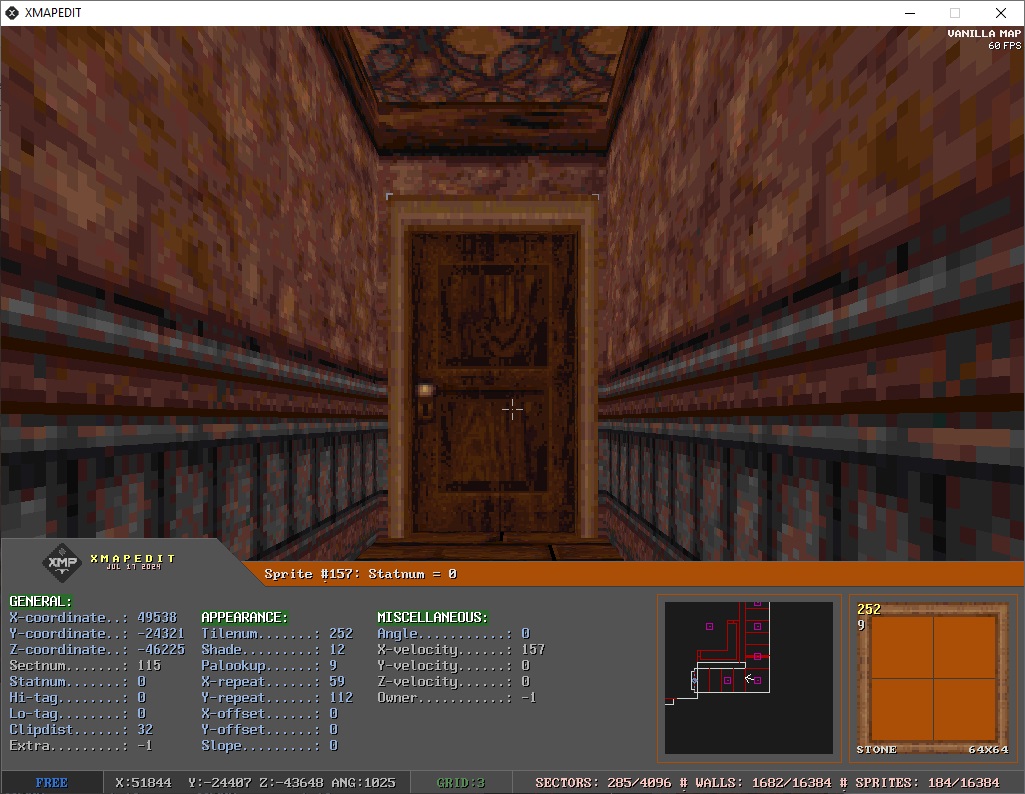 XMAPEDIT
VANILLA MAP
60 FPS
XMP
XMAPEDIT
JUL 17 2024
Sprite #157: Statnum = 0
GENERAL:
X-coordinate..: 49538
Y-coordinate..: -24321
Z-coordinate..: -46225
Sectnum.......: 115
Statnum.......: 0
Hi-tag........: 0
Lo-tag........: 0
Clipdist......: 32
Extra.........: -1
APPEARANCE:
Tilenum.......: 252
Shade.........: 12
Palookup......: 9
X-repeat......: 59
Y-repeat......: 112
X-offset......: 0
Y-offset......: 0
Slope.........: 0
MISCELLANEOUS:
Angle...........: 0
X-velocity......: 157
Y-velocity......: 0
Z-velocity......: 0
Owner...........: -1
252
9
STONE 64X64
FREE
X:51844 Y:-24407 Z:-43648 ANG:1025
GRID:3
SECTORS: 285/4096 # WALLS: 1682/16384 # SPRITES: 184/16384